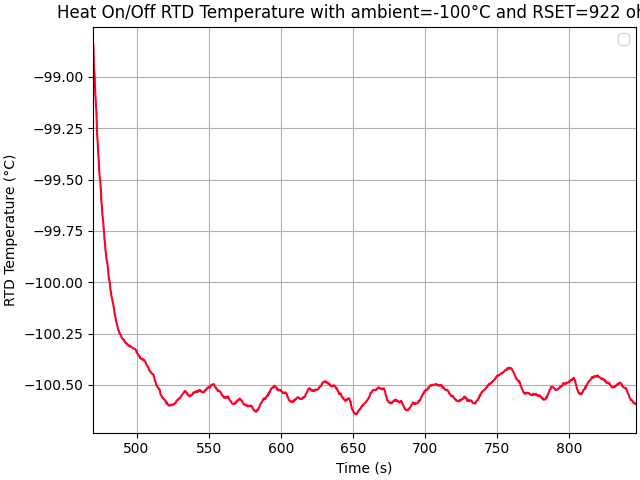 Heat On/Off RTD Temperature with ambient=-100°C and RSET=922 oh
−99.00
−99.25
−99.50
−99.75
−100.00
−100.25
−100.50
RTD Temperature (°C)
500 550 600 650 700 750 800
Time (s)